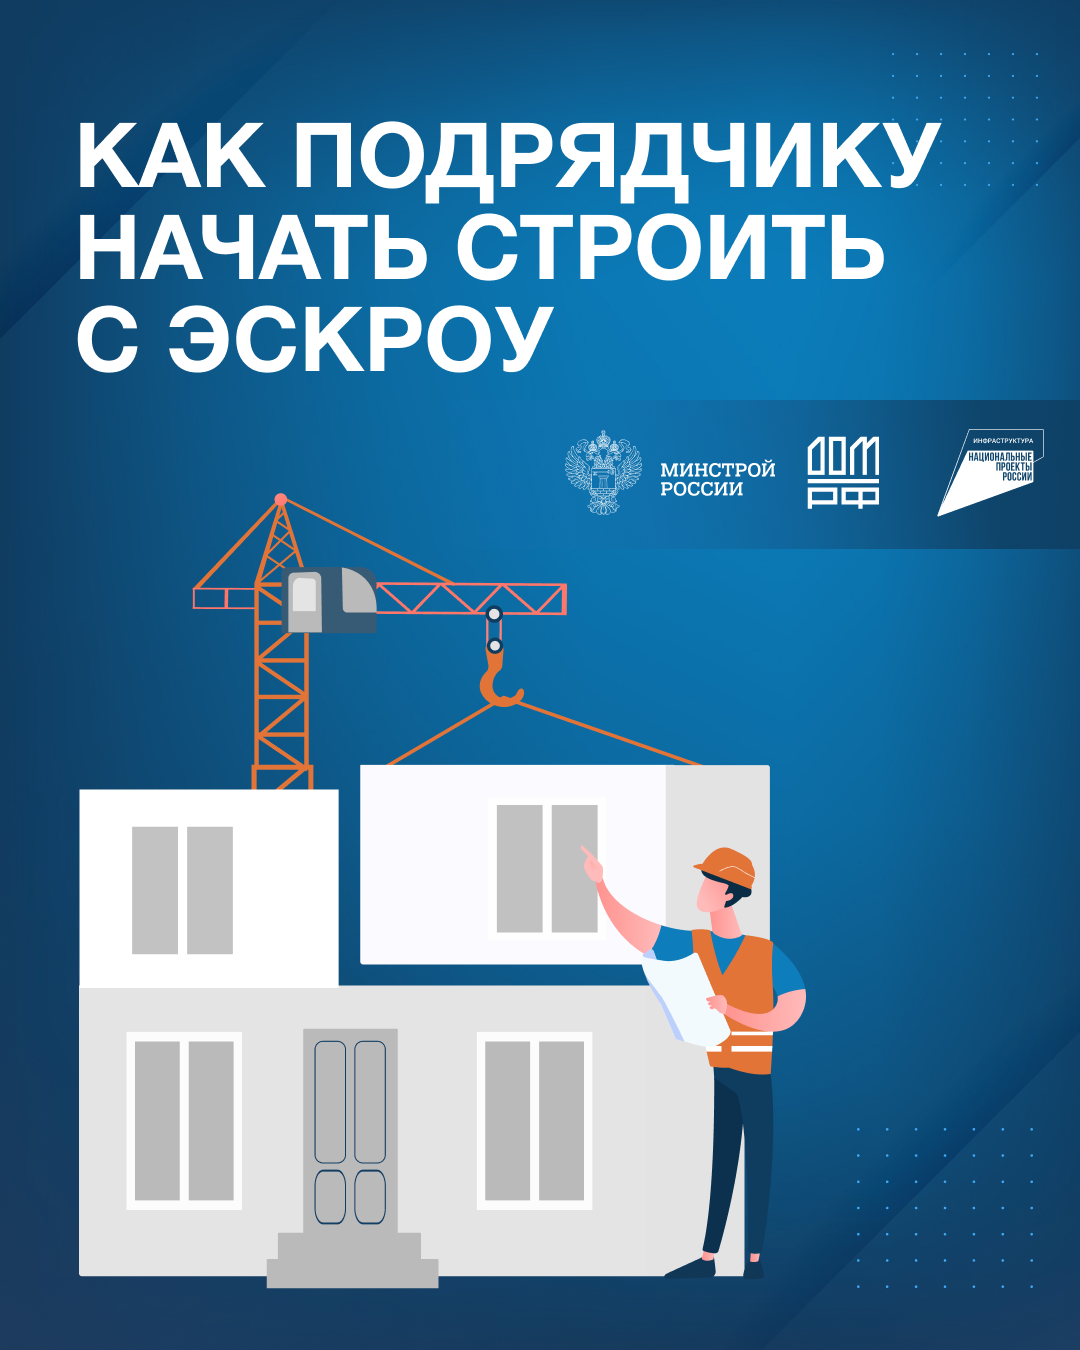 КАК ПОДРЯДЧИКУ
НАЧАТЬ СТРОИТЬ
С ЭСКРОУ
МИНСТРОЙ
РОССИИ
ДОМ
РФ
ИНФРАСТРУКТУРА
НАЦИОНАЛЬНЫЕ
ПРОЕКТЫ
РОССИИ